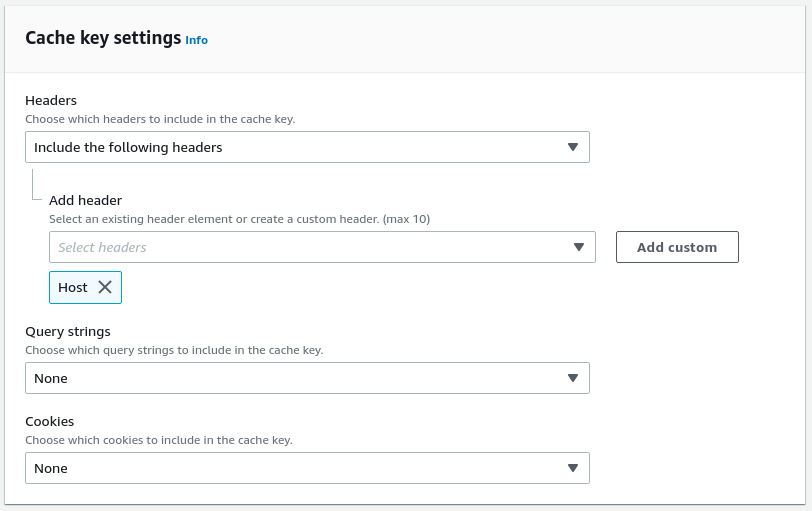 Cache key settings Info
Headers
Choose which headers to include in the cache key.
Include the following headers
Add header
Select an existing header element or create a custom header. (max 10)
Select headers
Add custom
Host
Query strings
Choose which query strings to include in the cache key.
None
Cookies
Choose which cookies to include in the cache key.
None